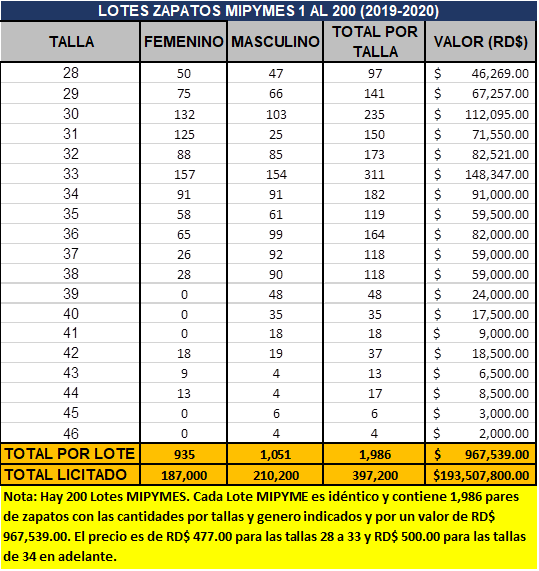 LOTES ZAPATOS MIPYMES 1 AL 200 (2019-2020)
TALLA FEMENINO MASCULINO TOTAL POR TALLA VALOR (RD$)
28 50 47 97 $ 46,269.00
29 75 66 141 $ 67,257.00
30 132 103 235 $ 112,095.00
31 125 25 150 $ 71,550.00
32 88 85 173 $ 82,521.00
33 157 154 311 $ 148,347.00
34 91 91 182 $ 91,000.00
35 58 61 119 $ 59,500.00
36 65 99 164 $ 82,000.00
37 26 92 118 $ 59,000.00
38 28 90 118 $ 59,000.00
39 0 48 48 $ 24,000.00
40 0 35 35 $ 17,500.00
41 0 18 18 $ 9,000.00
42 18 19 37 $ 18,500.00
43 9 4 13 $ 6,500.00
44 13 4 17 $ 8,500.00
45 0 6 6 $ 3,000.00
46 0 4 4 $ 2,000.00
TOTAL POR LOTE 935 1,051 1,986 $ 967,539.00
TOTAL LICITADO 187,000 210,200 397,200 $193,507,800.00
Nota: Hay 200 Lotes MIPYMES. Cada Lote MIPYME es idéntico y contiene 1,986 pares
de zapatos con las cantidades por tallas y genero indicados y por un valor de RD$
967,539.00. El precio es de RD$ 477.00 para las tallas 28 a 33 y RD$ 500.00 para las tallas
de 34 en adelante.